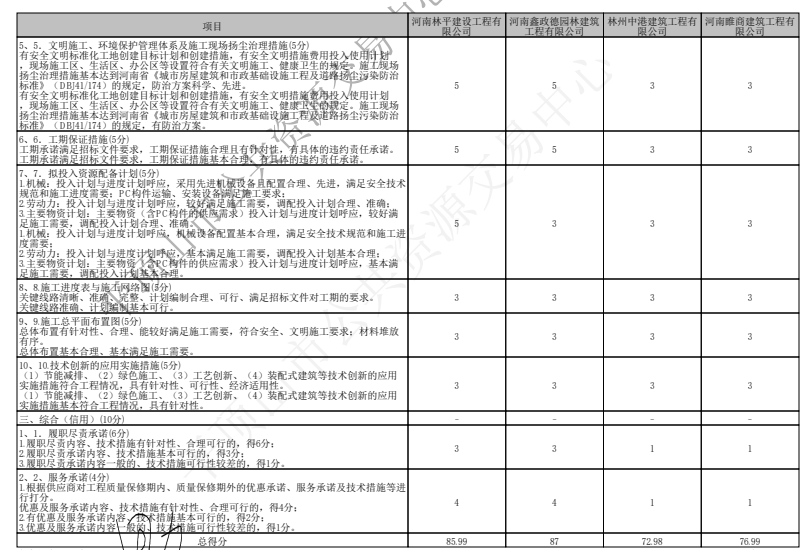 项目 河南林平建设工程有限公司 河南鑫政德园林建筑工程有限公司 林州中港建筑工程有限公司 河南睢商建筑工程有限公司
5、5．文明施工、环境保护管理体系及施工现场扬尘治理措施(5分)
有安全文明标准化工地创建目标计划和创建措施，有安全文明措施费用投入使用计划
，现场施工区、生活区、办公区等设置符合有关文明施工、健康卫生的规定。施工现场
扬尘治理措施基本达到河南省《城市房屋建筑和市政基础设施工程及道路扬尘污染防治
标准》（DBJ41/174）的规定，防治方案科学、先进。
有安全文明标准化工地创建目标计划和创建措施，有安全文明措施费用投入使用计划
，现场施工区、生活区、办公区等设置符合有关文明施工、健康卫生的规定。施工现场
扬尘治理措施基本达到河南省《城市房屋建筑和市政基础设施工程及道路扬尘污染防治
标准》（DBJ41/174）的规定，有防治方案。
5 5 3 3
6、6．工期保证措施(5分)
工期承诺满足招标文件要求，工期保证措施合理且有针对性，有具体的违约责任承诺。
工期承诺满足招标文件要求，工期保证措施基本合理，有具体的违约责任承诺。
5 5 3 3
7、7．拟投入资源配备计划(5分)
1.机械：投入计划与进度计划呼应，采用先进机械设备且配置合理、先进，满足安全技术
规范和施工进度需要；PC构件运输、安装设备满足施工要求；
2.劳动力：投入计划与进度计划呼应，较好满足施工需要，调配投入计划合理、准确；
3.主要物资计划：主要物资（含PC构件的供应需求）投入计划与进度计划呼应，较好满
足施工需要，调配投入计划合理、准确。
1.机械：投入计划与进度计划呼应，机械设备配置基本合理，满足安全技术规范和施工进
度需要；
2.劳动力：投入计划与进度计划呼应，基本满足施工需要，调配投入计划基本合理；
3.主要物资计划：主要物资（含PC构件的供应需求）投入计划与进度计划呼应，基本满
足施工需要，调配投入计划基本合理。
5 3 3 3
8、8.施工进度表与施工网络图(5分)
关键线路清晰、准确、完整、计划编制合理、可行、满足招标文件对工期的要求。
关键线路准确、计划编制基本可行。
3 3 3 3
9、9.施工总平面布置图(5分)
总体布置有针对性、合理、能较好满足施工需要，符合安全、文明施工要求；材料堆放
有序。
总体布置基本合理、基本满足施工需要。
3 3 3 3
10、10.技术创新的应用实施措施(5分)
（1）节能减排、（2）绿色施工、（3）工艺创新、（4）装配式建筑等技术创新的应用
实施措施符合工程情况，具有针对性、可行性、经济适用性。
（1）节能减排、（2）绿色施工、（3）工艺创新、（4）装配式建筑等技术创新的应用
实施措施基本符合工程情况，具有针对性。
3 3 3 3
三、综合（信用）(10分) - - - -
1、1．履职尽责承诺(6分)
1.履职尽责内容、技术措施有针对性、合理可行的，得6分；
2.履职尽责承诺内容、技术措施基本可行的，得3分；
3.履职尽责承诺内容一般的、技术措施可行性较差的，得1分。
3 3 1 1
2、2、服务承诺(4分)
1.根据供应商对工程质量保修期内、质量保修期外的优惠承诺、服务承诺及技术措施等进
行打分。
优惠及服务承诺内容、技术措施有针对性、合理可行的，得4分；
2.有优惠及服务承诺内容、技术措施基本可行的，得2分；
3.优惠及服务承诺内容一般的、技术措施可行性较差的，得1分。
4 4 1 1
总得分 85.99 87 72.98 76.99